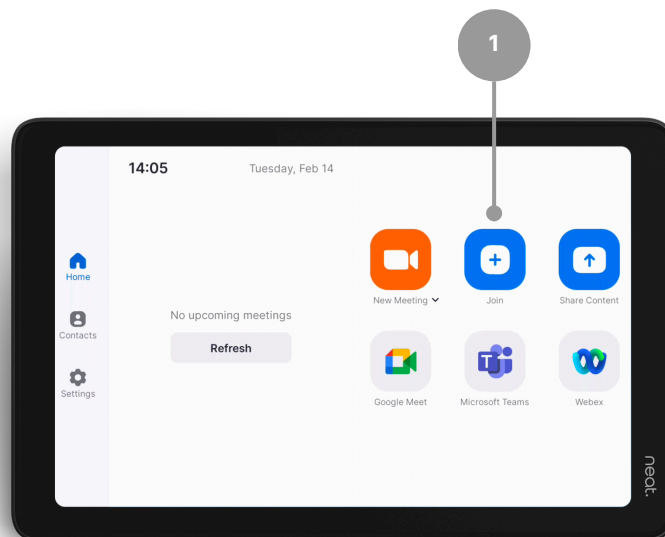 1
14:05 Tuesday, Feb 14
Home
Contacts
Settings
No upcoming meetings
Refresh
New Meeting
Join
Share Content
Google Meet
Microsoft Teams
Webex
neat.